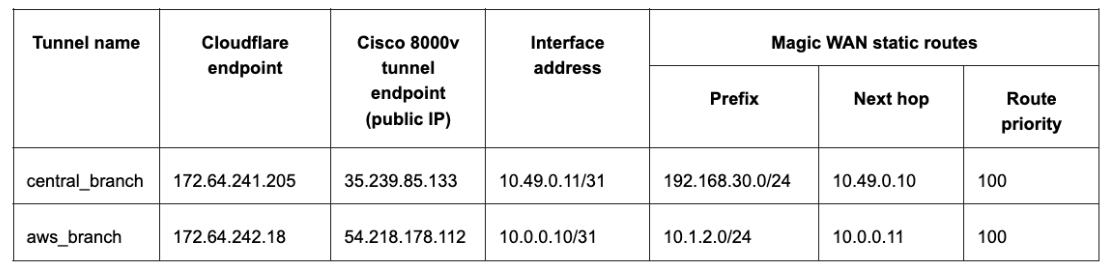 Tunnel name
Cloudflare
endpoint
Cisco 8000v
tunnel
endpoint
(public IP)
Interface
address
Magic WAN static routes
Prefix
Next hop
Route
priority
central_branch 172.64.241.205 35.239.85.133 10.49.0.11/31 192.168.30.0/24 10.49.0.10 100
aws_branch 172.64.242.18 54.218.178.112 10.0.0.10/31 10.1.2.0/24 10.0.0.11 100